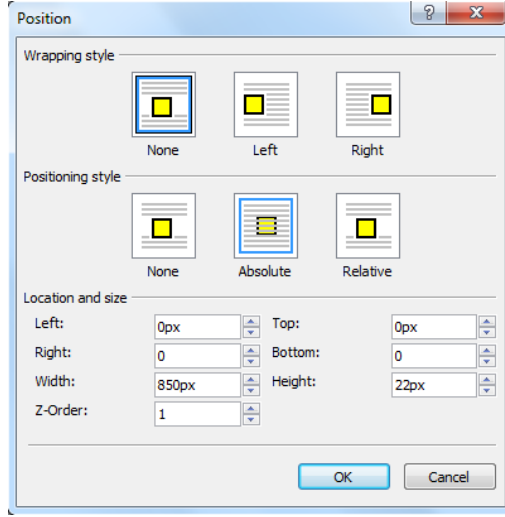 Position
Wrapping style
None Left Right
Positioning style
None Absolute Relative
Location and size
Left: 0px Top: 0px
Right: 0 Bottom: 0
Width: 850px Height: 22px
Z-Order: 1
OK Cancel